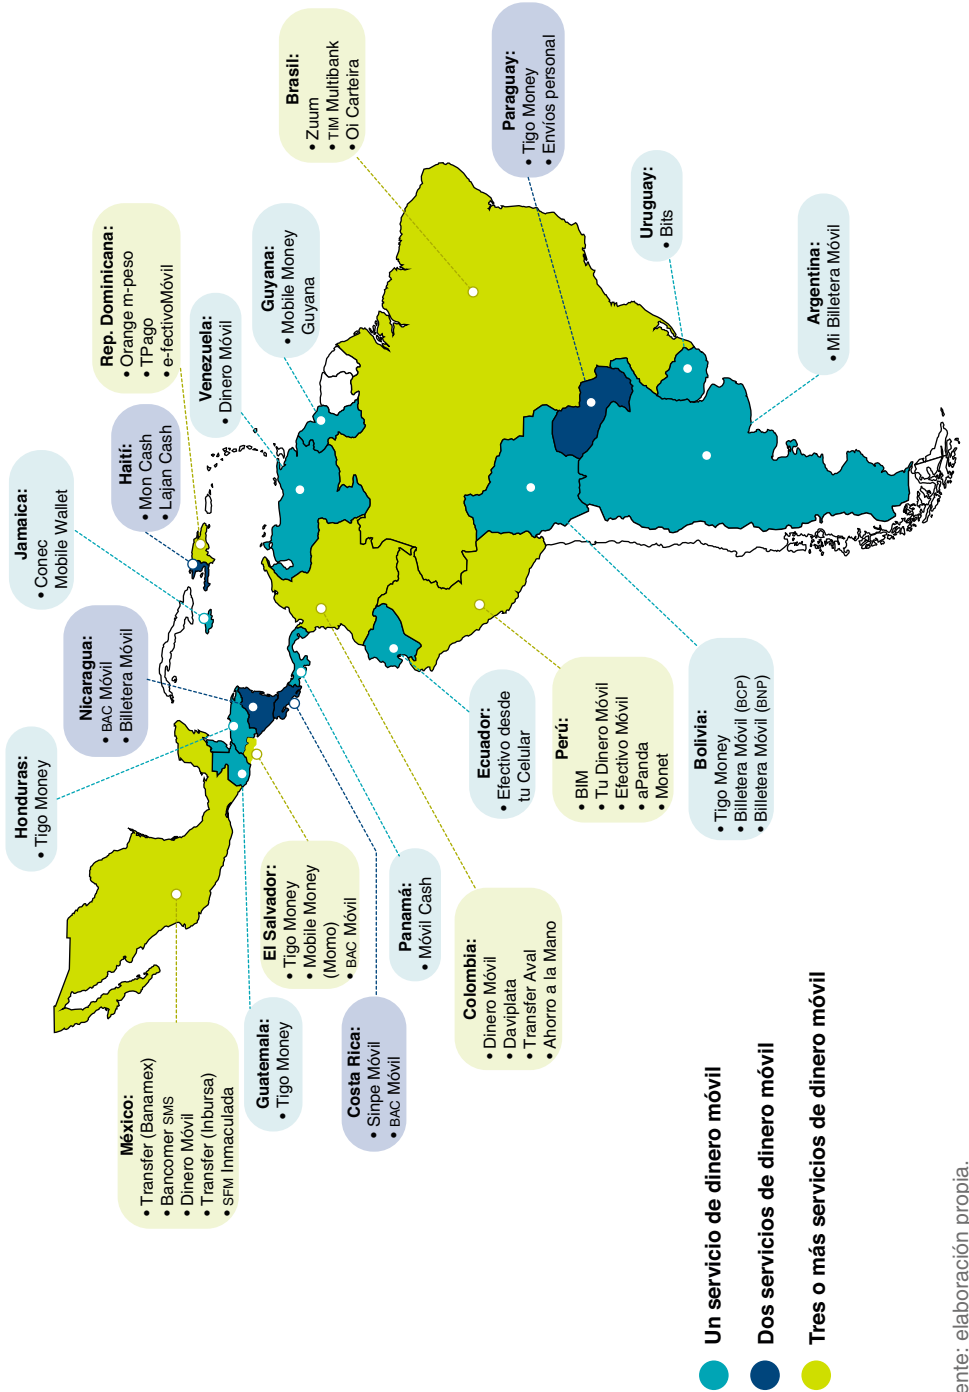 México:
• Transfer (Banamex)
• Bancomer SMS
• Dinero Móvil
• Transfer (Inbursa)
• SFM Inmaculada
Guatemala:
• Tigo Money
Honduras:
• Tigo Money
El Salvador:
• Tigo Money
• Mobile Money
(Momo)
• BAC Móvil
Nicaragua:
• BAC Móvil
• Billetera Móvil
Costa Rica:
• Sinpe Móvil
• BAC Móvil
Panamá:
• Móvil Cash
Jamaica:
• Conec
Mobile Wallet
Haití:
• Mon Cash
• Lajan Cash
Rep. Dominicana:
• Orange m-peso
• TPago
• e-fectivoMóvil
Venezuela:
• Dinero Móvil
Guyana:
• Mobile Money
Guyana
Colombia:
• Dinero Móvil
• Daviplata
• Transfer Aval
• Ahorro a la Mano
Ecuador:
• Efectivo desde
tu Celular
Perú:
• BIM
• Tu Dinero Móvil
• Efectivo Móvil
• aPanda
• Monet
Brasil:
• Zuum
• TIM Multibank
• Oi Carteira
Bolivia:
• Tigo Money
• Billetera Móvil (BCP)
• Billetera Móvil (BNP)
Paraguay:
• Tigo Money
• Envíos personal
Uruguay:
• Bits
Argentina:
• Mi Billetera Móvil
Un servicio de dinero móvil
Dos servicios de dinero móvil
Tres o más servicios de dinero móvil
ente: elaboración propia.